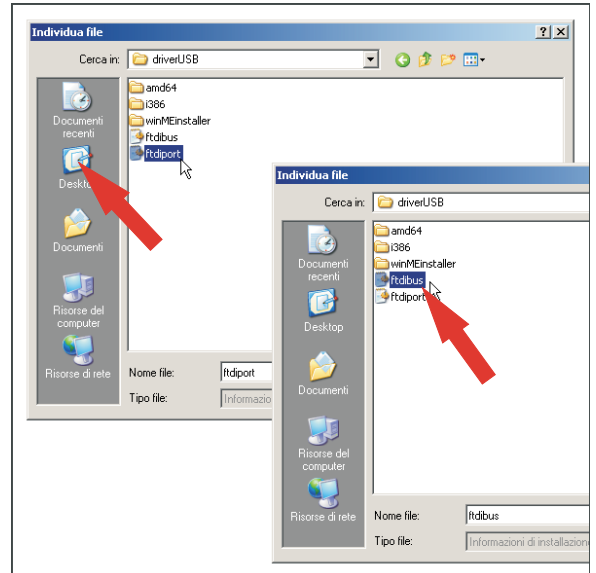 Individua file
Cerca in: driverUSB
amd64
i386
winMEinstaller
ftdibus
ftdiport
Documenti
recenti
Desktop
Documenti
Risorse del
computer
Risorse di rete
Nome file: ftdiport
Tipo file: Informazio
Individua file
Cerca in: driverUSB
amd64
i386
winMEinstaller
ftdibus
ftdiport
Documenti
recenti
Desktop
Documenti
Risorse del
computer
Risorse di rete
Nome file: ftdibus
Tipo file: Informazioni di installazione